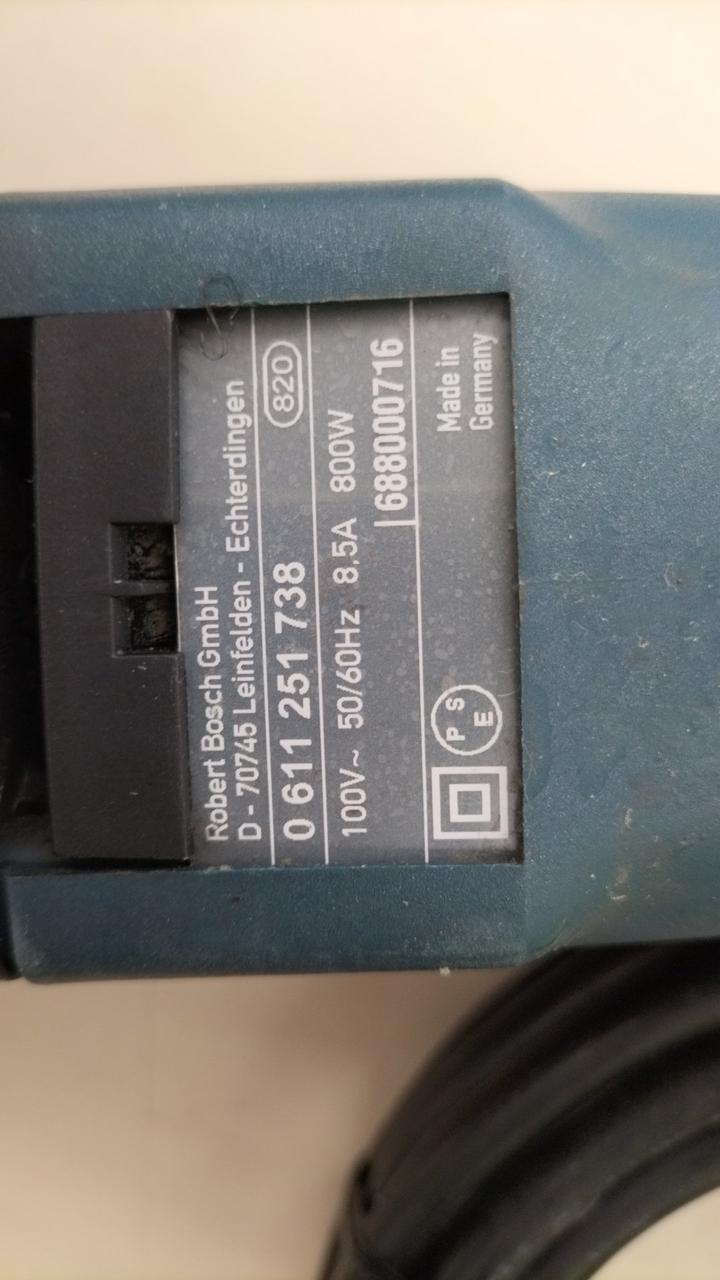 Robert Bosch GmbH
D - 70745 Leinfelden - Echterdingen
0 611 251 738 820
100V~ 50/60Hz 8,5A 800W
688000716
PSE
Made in
Germany